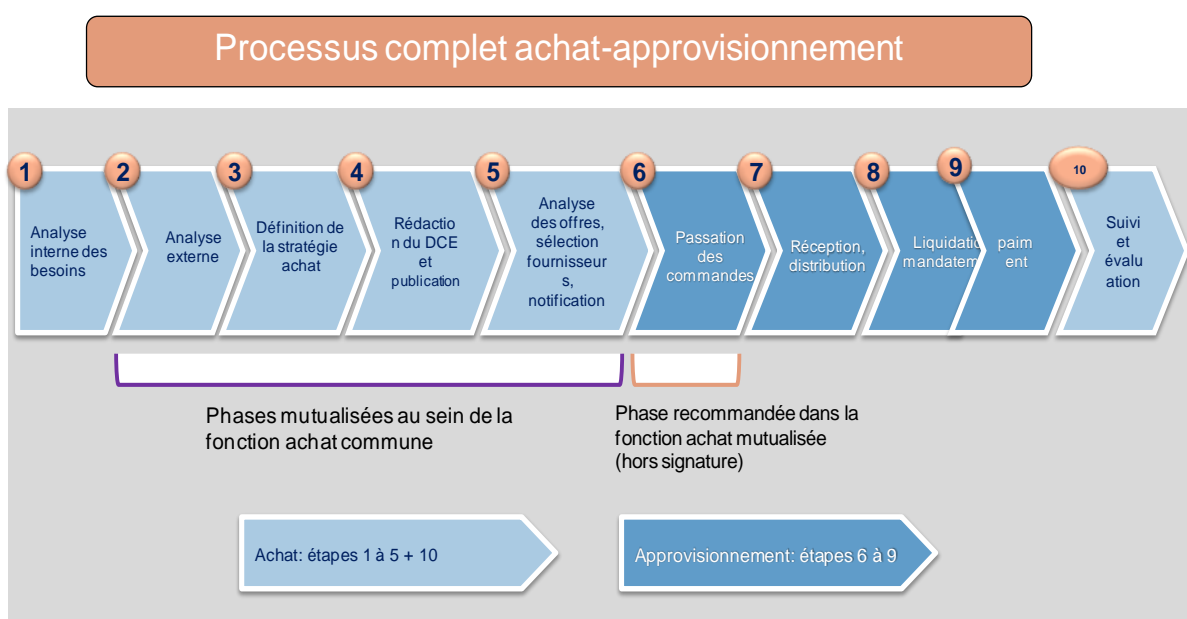 Processus complet achat-approvisionnement
1
2
3
4
5
6
7
8
9
10
Analyse
interne des
besoins
Analyse
externe
Définition de
la stratégie
achat
Rédactio
n du DCE
et
publication
Analyse
des offres,
sélection
fournisseur
s,
notification
Passation
des
commandes
Réception,
distribution
Liquidatio
mandatem
paim
ent
Suivi
et
évalu
ation
Phases mutualisées au sein de la
fonction achat commune
Phase recommandée dans la
fonction achat mutualisée
(hors signature)
Achat: étapes 1 à 5 + 10
Approvisionnement: étapes 6 à 9